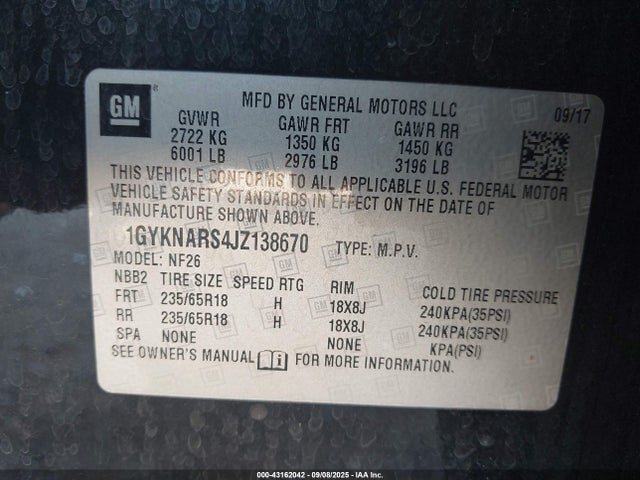 GM
MFD BY GENERAL MOTORS LLC 09/17
GVWR GAWR FRT GAWR RR
2722 KG 1350 KG 1450 KG
6001 LB 2976 LB 3196 LB
THIS VEHICLE CONFORMS TO ALL APPLICABLE U.S. FEDERAL MOTOR
VEHICLE SAFETY STANDARDS IN EFFECT ON THE DATE OF
MANUFACTURE SHOWN ABOVE.
1GYKNARS4JZ138670 TYPE: M.P.V.
MODEL: NF26
NBB2 TIRE SIZE SPEED RTG RIM COLD TIRE PRESSURE
FRT 235/65R18 H 18X8J 240KPA(35PSI)
RR 235/65R18 H 18X8J 240KPA(35PSI)
SPA NONE NONE KPA(PSI)
SEE OWNER'S MANUAL FOR MORE INFORMATION.
000-43162042 - 09/08/2025 - IAA Inc.